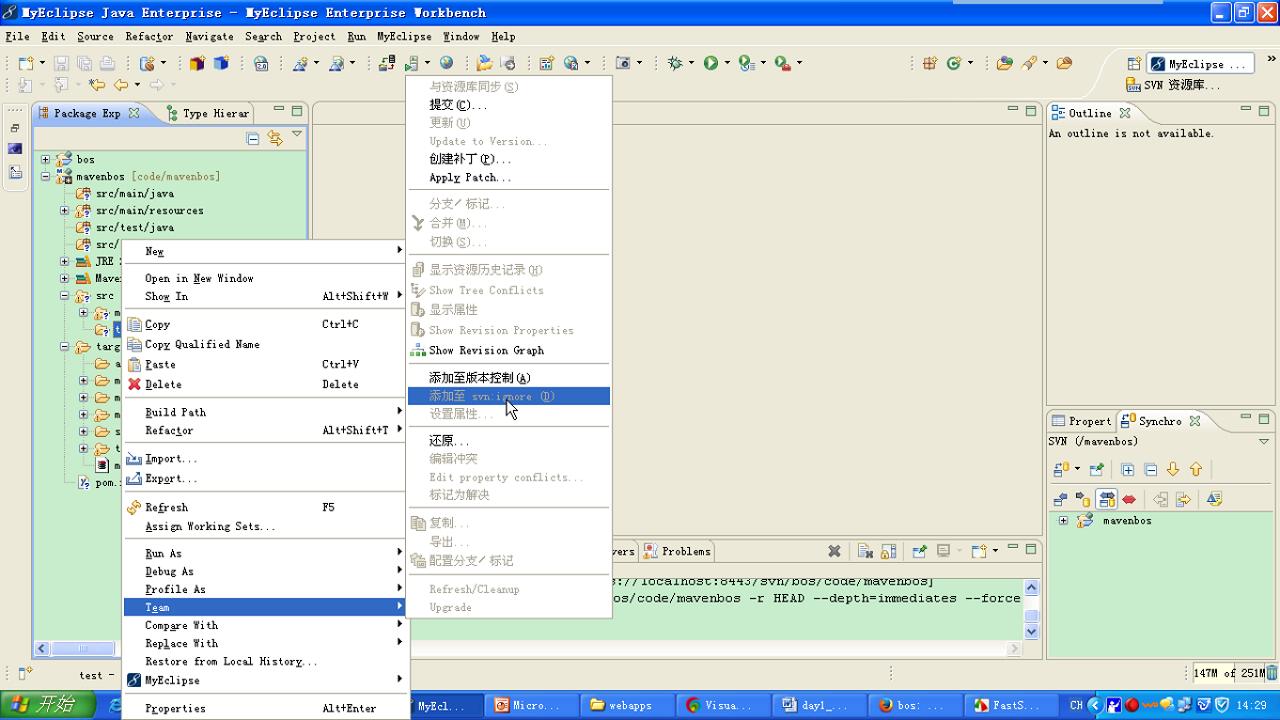 MyEclipse Java Enterprise - MyEclipse Enterprise Workbench
File Edit Source Refactor Navigate Search Project Run MyEclipse Window Help
MyEclipse ...
SVN 资源库...
Package Exp
Type Hierar
bos
mavenbos [code/mavenbos]
src/main/java
src/main/resources
src/test/java
src/
JRE
Mave
src
m
t
targ
a
m
m
m
s
t
m
pom.
New
Open in New Window
Show In Alt+Shift+W
Copy Ctrl+C
Copy Qualified Name
Paste Ctrl+V
Delete Delete
Build Path
Refactor Alt+Shift+T
Import...
Export...
Refresh F5
Assign Working Sets...
Run As
Debug As
Profile As
Team
Compare With
Replace With
Restore from Local History...
MyEclipse
Properties Alt+Enter
与资源库同步(S)
提交(C)...
更新(U)
Update to Version...
创建补丁(P)...
Apply Patch...
分支/标记...
合并(M)...
切换(S)...
显示资源历史记录(H)
Show Tree Conflicts
显示属性
Show Revision Properties
Show Revision Graph
添加至版本控制(A)
添加至 svn:ignore (D)
设置属性...
还原...
编辑冲突
Edit property conflicts...
标记为解决
复制...
导出...
配置分支/标记
Refresh/Cleanup
Upgrade
Outline
An outline is not available.
Propert
Synchro
SVN (/mavenbos)
mavenbos
vers
Problems
s://localhost:8443/svn/bos/code/mavenbos]
os/code/mavenbos -r HEAD --depth=immediates --force
test -
147M of 251M
开始
MyEcl...
Micro...
webapps
Visua...
day1_...
bos: ...
FastS...
CH
14:29